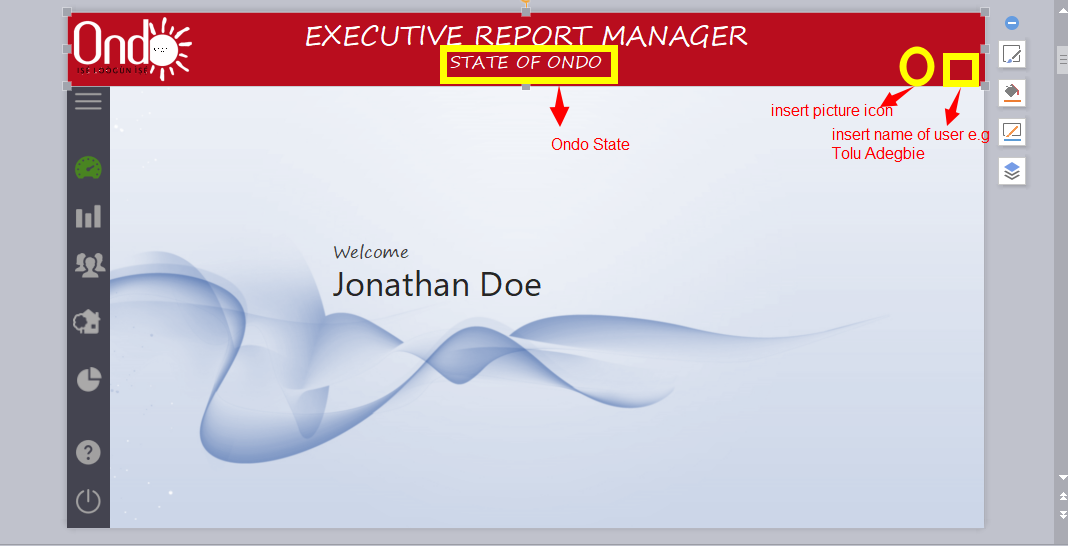 Ondo
EXECUTIVE REPORT MANAGER
STATE OF ONDO
insert picture icon
insert name of user e.g
Tolu Adegbie
Ondo State
Welcome
Jonathan Doe
?